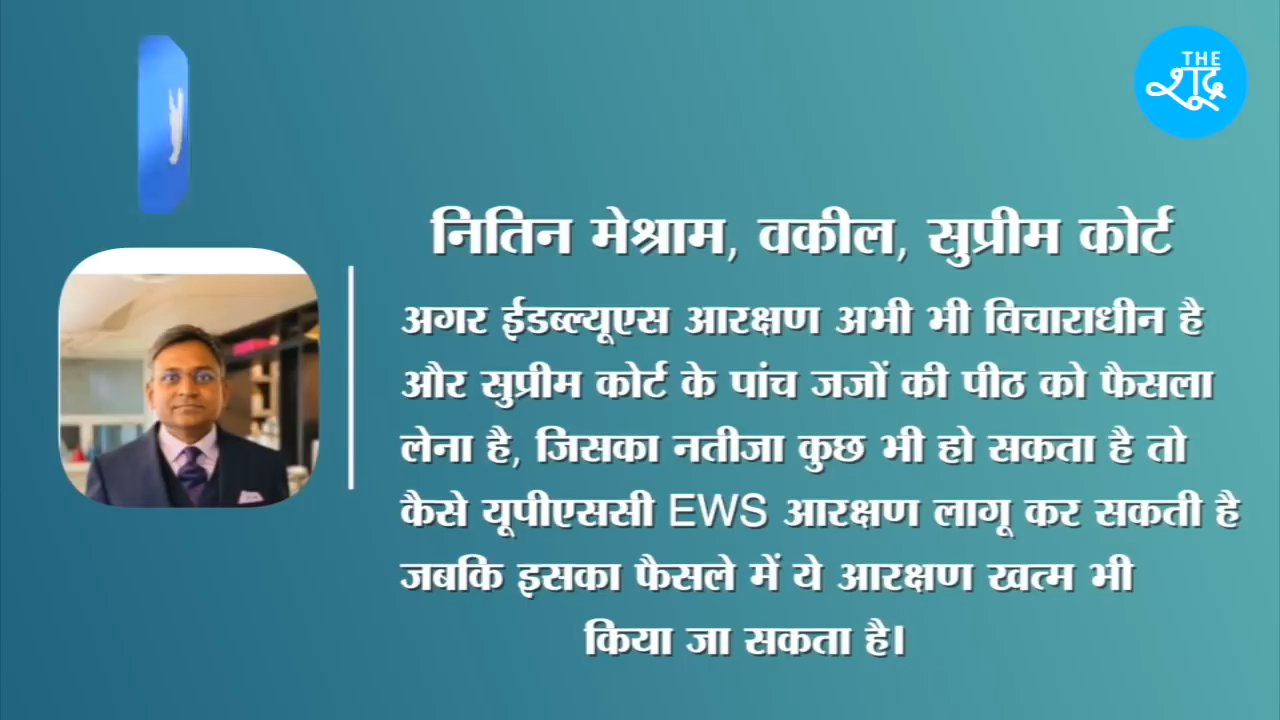 THE
शूद्र
नितिन मेश्राम, वकील, सुप्रीम कोर्ट
अगर ईडब्ल्यूएस आरक्षण अभी भी विचाराधीन है
और सुप्रीम कोर्ट के पांच जजों की पीठ को फैसला
लेना है, जिसका नतीजा कुछ भी हो सकता है तो
कैसे यूपीएससी EWS आरक्षण लागू कर सकती है
जबकि इसका फैसले में ये आरक्षण खत्म भी
किया जा सकता है।